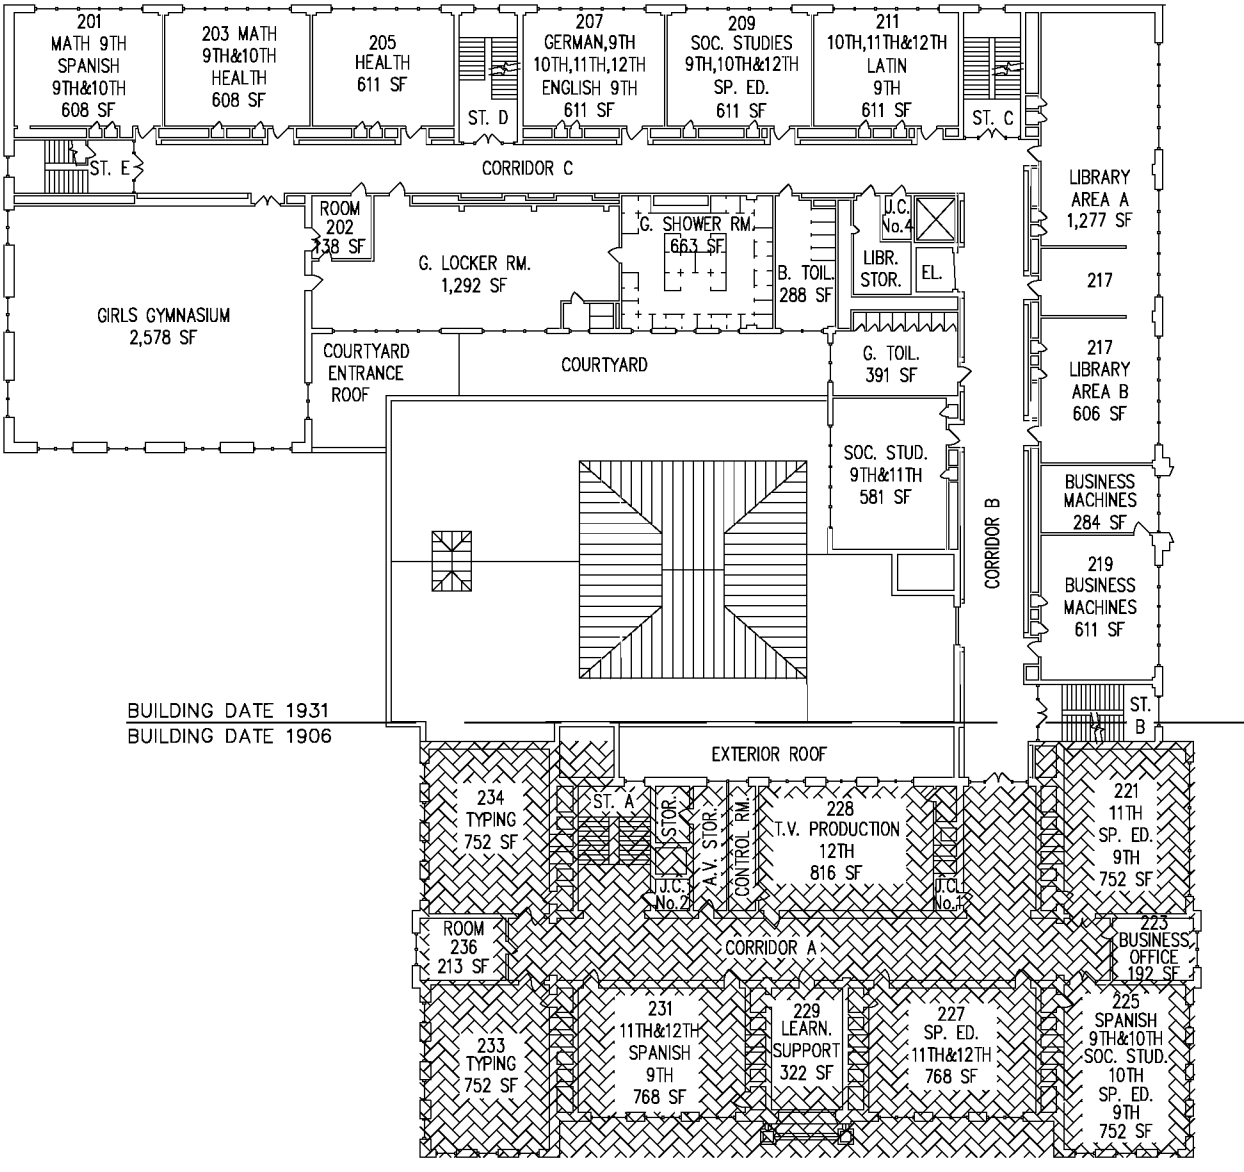 201
MATH 9TH
SPANISH
9TH&10TH
608 SF
203 MATH
9TH&10TH
HEALTH
608 SF
205
HEALTH
611 SF
ST. D
207
GERMAN,9TH
10TH,11TH,12TH
ENGLISH 9TH
611 SF
209
SOC. STUDIES
9TH,10TH&12TH
SP. ED.
611 SF
211
10TH,11TH&12TH
LATIN
9TH
611 SF
ST. C
ST. E
CORRIDOR C
LIBRARY
AREA A
1,277 SF
ROOM
202
138 SF
G. LOCKER RM.
1,292 SF
G. SHOWER RM.
663 SF
B. TOIL.
288 SF
J.C.
No.4
LIBR.
STOR.
EL.
217
GIRLS GYMNASIUM
2,578 SF
COURTYARD
ENTRANCE
ROOF
COURTYARD
G. TOIL.
391 SF
217
LIBRARY
AREA B
606 SF
SOC. STUD.
9TH&11TH
581 SF
BUSINESS
MACHINES
284 SF
CORRIDOR B
219
BUSINESS
MACHINES
611 SF
ST.
B
BUILDING DATE 1931
BUILDING DATE 1906
EXTERIOR ROOF
234
TYPING
752 SF
ST. A
STOR.
A.V. STOR.
CONTROL RM.
228
T.V. PRODUCTION
12TH
816 SF
221
11TH
SP. ED.
9TH
752 SF
J.C.
No.2
J.C.
No.1
ROOM
236
213 SF
CORRIDOR A
223
BUSINESS
OFFICE
192 SF
233
TYPING
752 SF
231
11TH&12TH
SPANISH
9TH
768 SF
229
LEARN.
SUPPORT
322 SF
227
SP. ED.
11TH&12TH
768 SF
225
SPANISH
9TH&10TH
SOC. STUD.
10TH
SP. ED.
9TH
752 SF